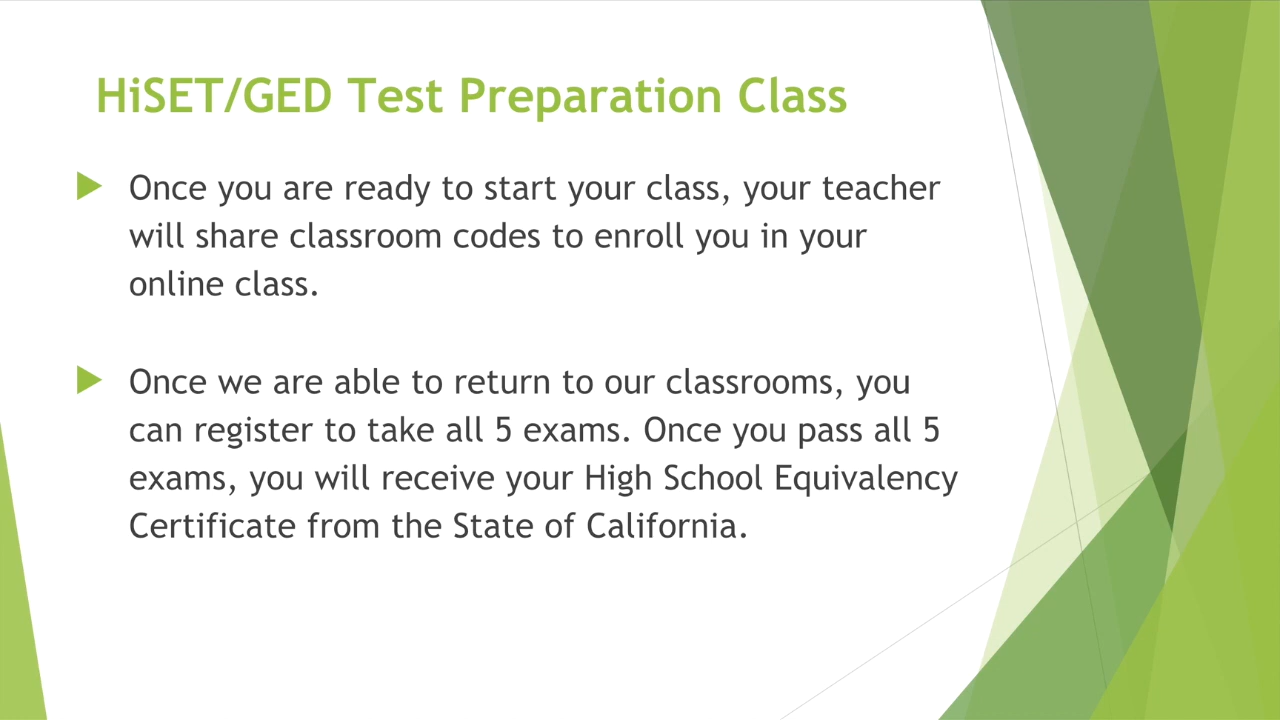 HiSET/GED Test Preparation Class
Once you are ready to start your class, your teacher
will share classroom codes to enroll you in your
online class.
Once we are able to return to our classrooms, you
can register to take all 5 exams. Once you pass all 5
exams, you will receive your High School Equivalency
Certificate from the State of California.